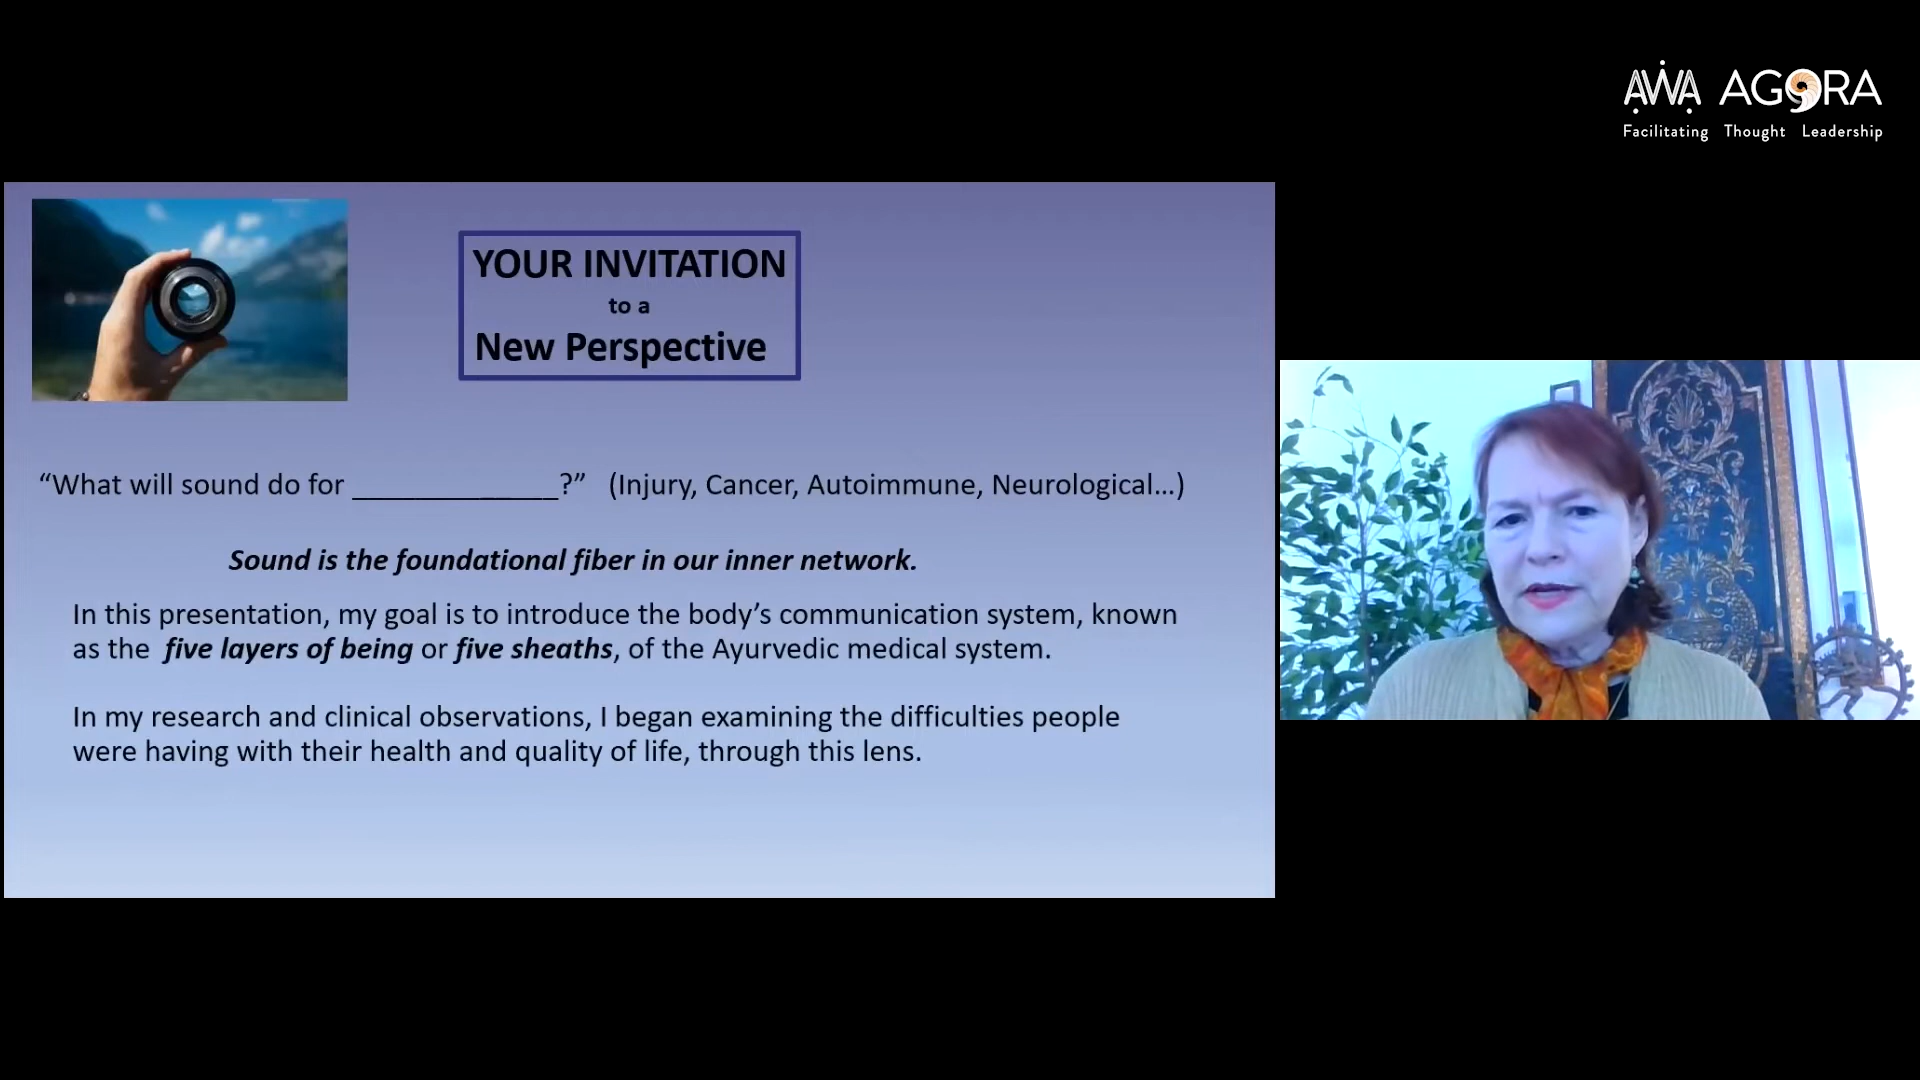 AWA AGORA
Facilitating Thought Leadership
YOUR INVITATION
to a
New Perspective
“What will sound do for _____________?” (Injury, Cancer, Autoimmune, Neurological...)
Sound is the foundational fiber in our inner network.
In this presentation, my goal is to introduce the body’s communication system, known
as the five layers of being or five sheaths, of the Ayurvedic medical system.
In my research and clinical observations, I began examining the difficulties people
were having with their health and quality of life, through this lens.